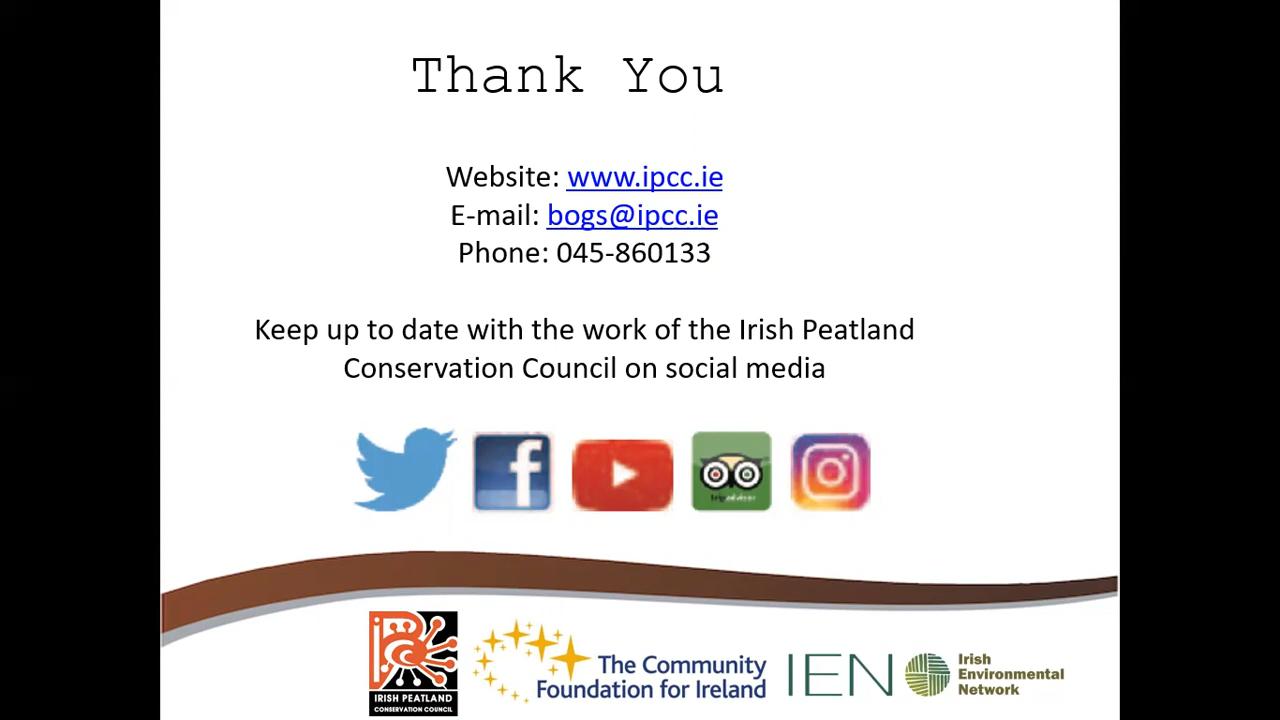 Thank You
Website: www.ipcc.ie
E-mail: bogs@ipcc.ie
Phone: 045-860133
Keep up to date with the work of the Irish Peatland
Conservation Council on social media
tripadvisor
iPcc
IRISH PEATLAND
CONSERVATION COUNCIL
The Community
Foundation for Ireland
IEN
Irish
Environmental
Network